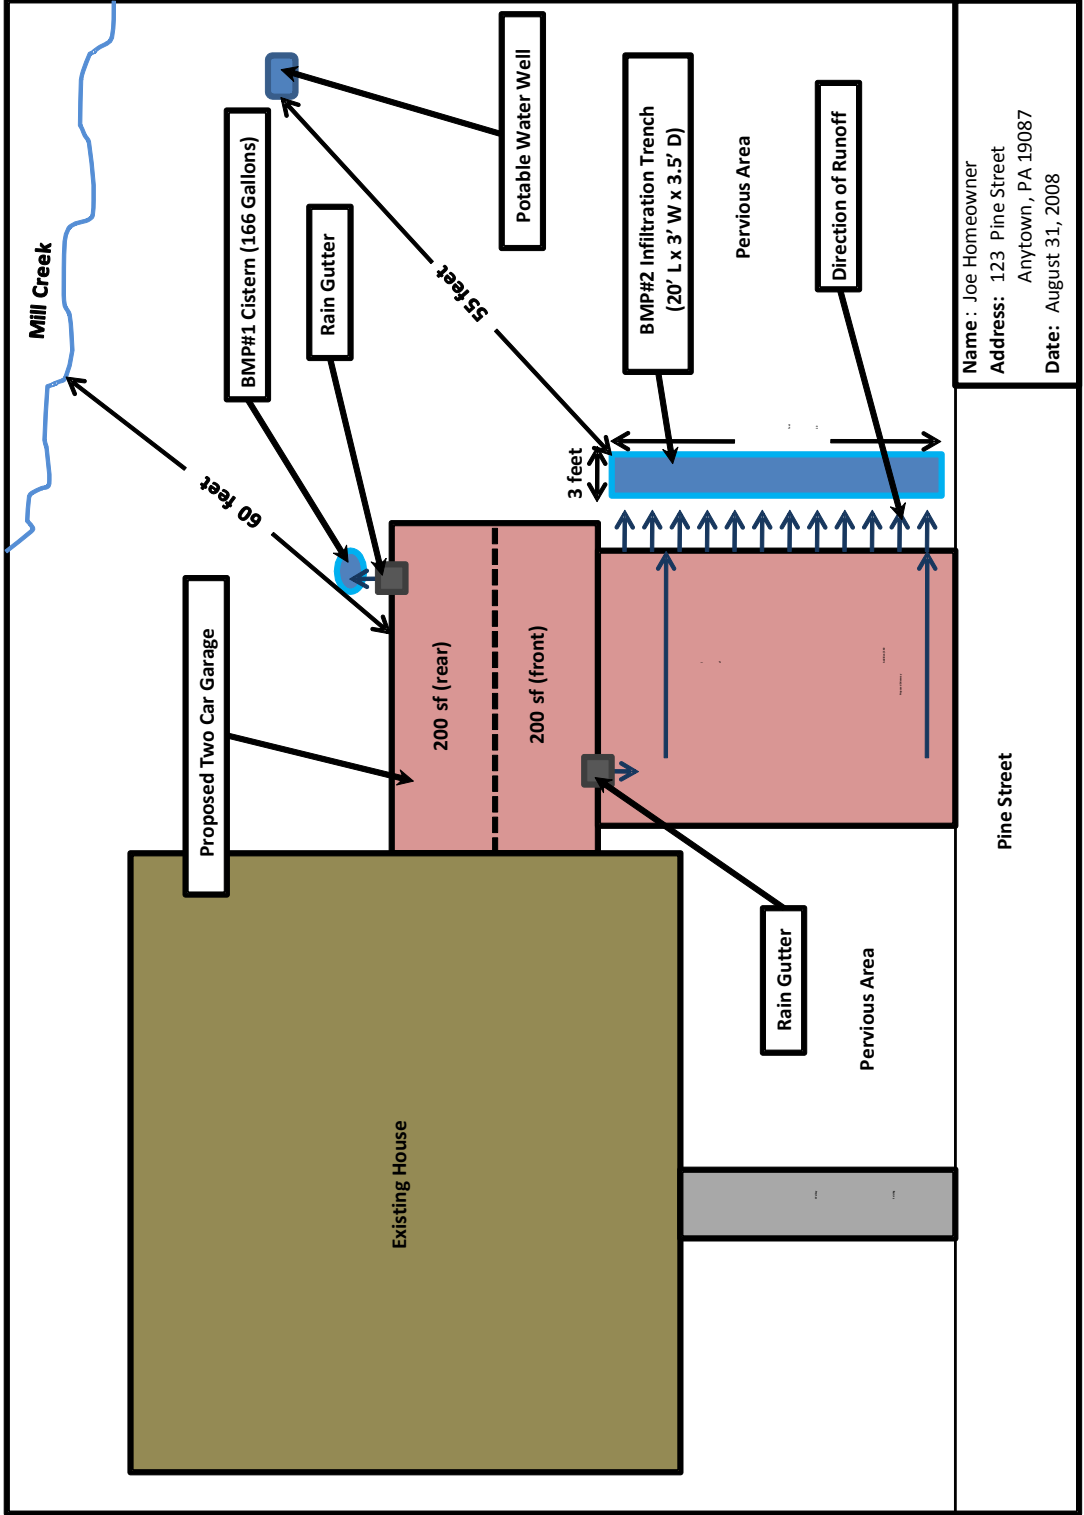 Mill Creek
Potable Water Well
BMP#1 Cistern (166 Gallons)
Rain Gutter
60 feet
55 feet
Proposed Two Car Garage
200 sf (rear)
200 sf (front)
3 feet
BMP#2 Infiltration Trench
(20’ L x 3’ W x 3.5’ D)
Pervious Area
Direction of Runoff
Existing House
Rain Gutter
Pervious Area
Pine Street
Name : Joe Homeowner
Address: 123 Pine Street
Anytown, PA 19087
Date: August 31, 2008